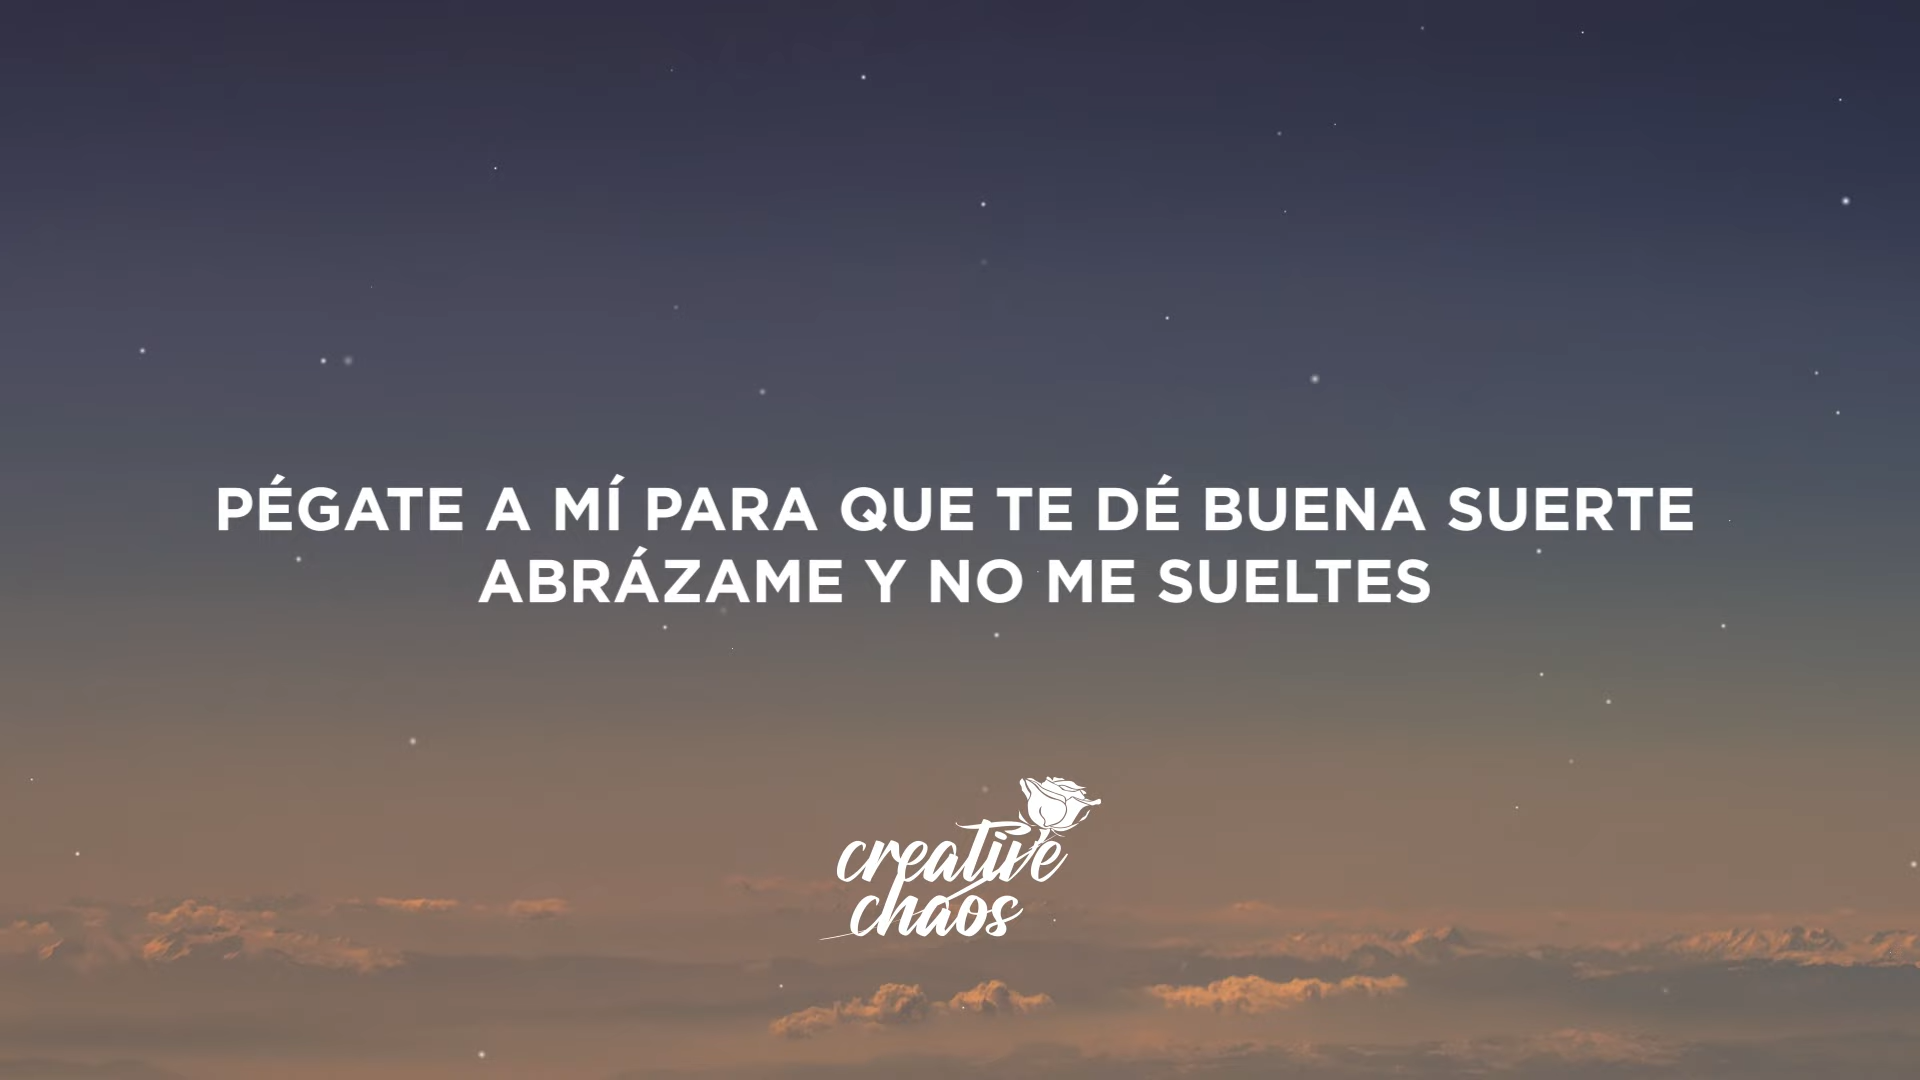 PÉGATE A MÍ PARA QUE TE DÉ BUENA SUERTE
ABRÁZAME Y NO ME SUELTES
creative
chaos